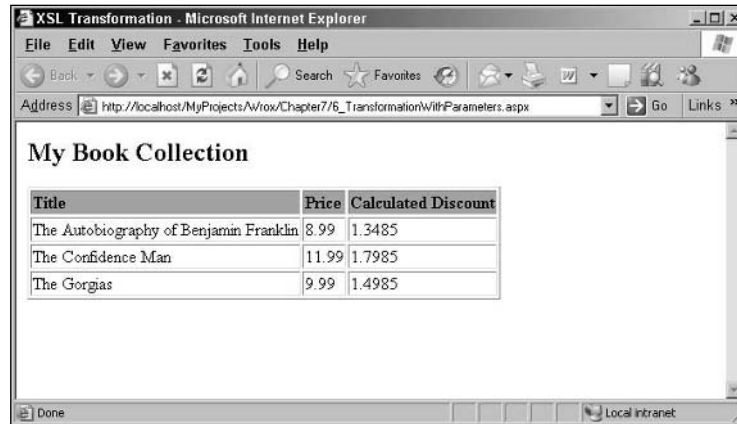 XSL Transformation - Microsoft Internet Explorer
File Edit View Favorites Tools Help
Back Search Favorites
Address http://localhost/MyProjects/Wrox/Chapter7/6_TransformationWithParameters.aspx Go Links »
My Book Collection
Title Price Calculated Discount
The Autobiography of Benjamin Franklin 8.99 1.3485
The Confidence Man 11.99 1.7985
The Gorgias 9.99 1.4985
Done Local intranet